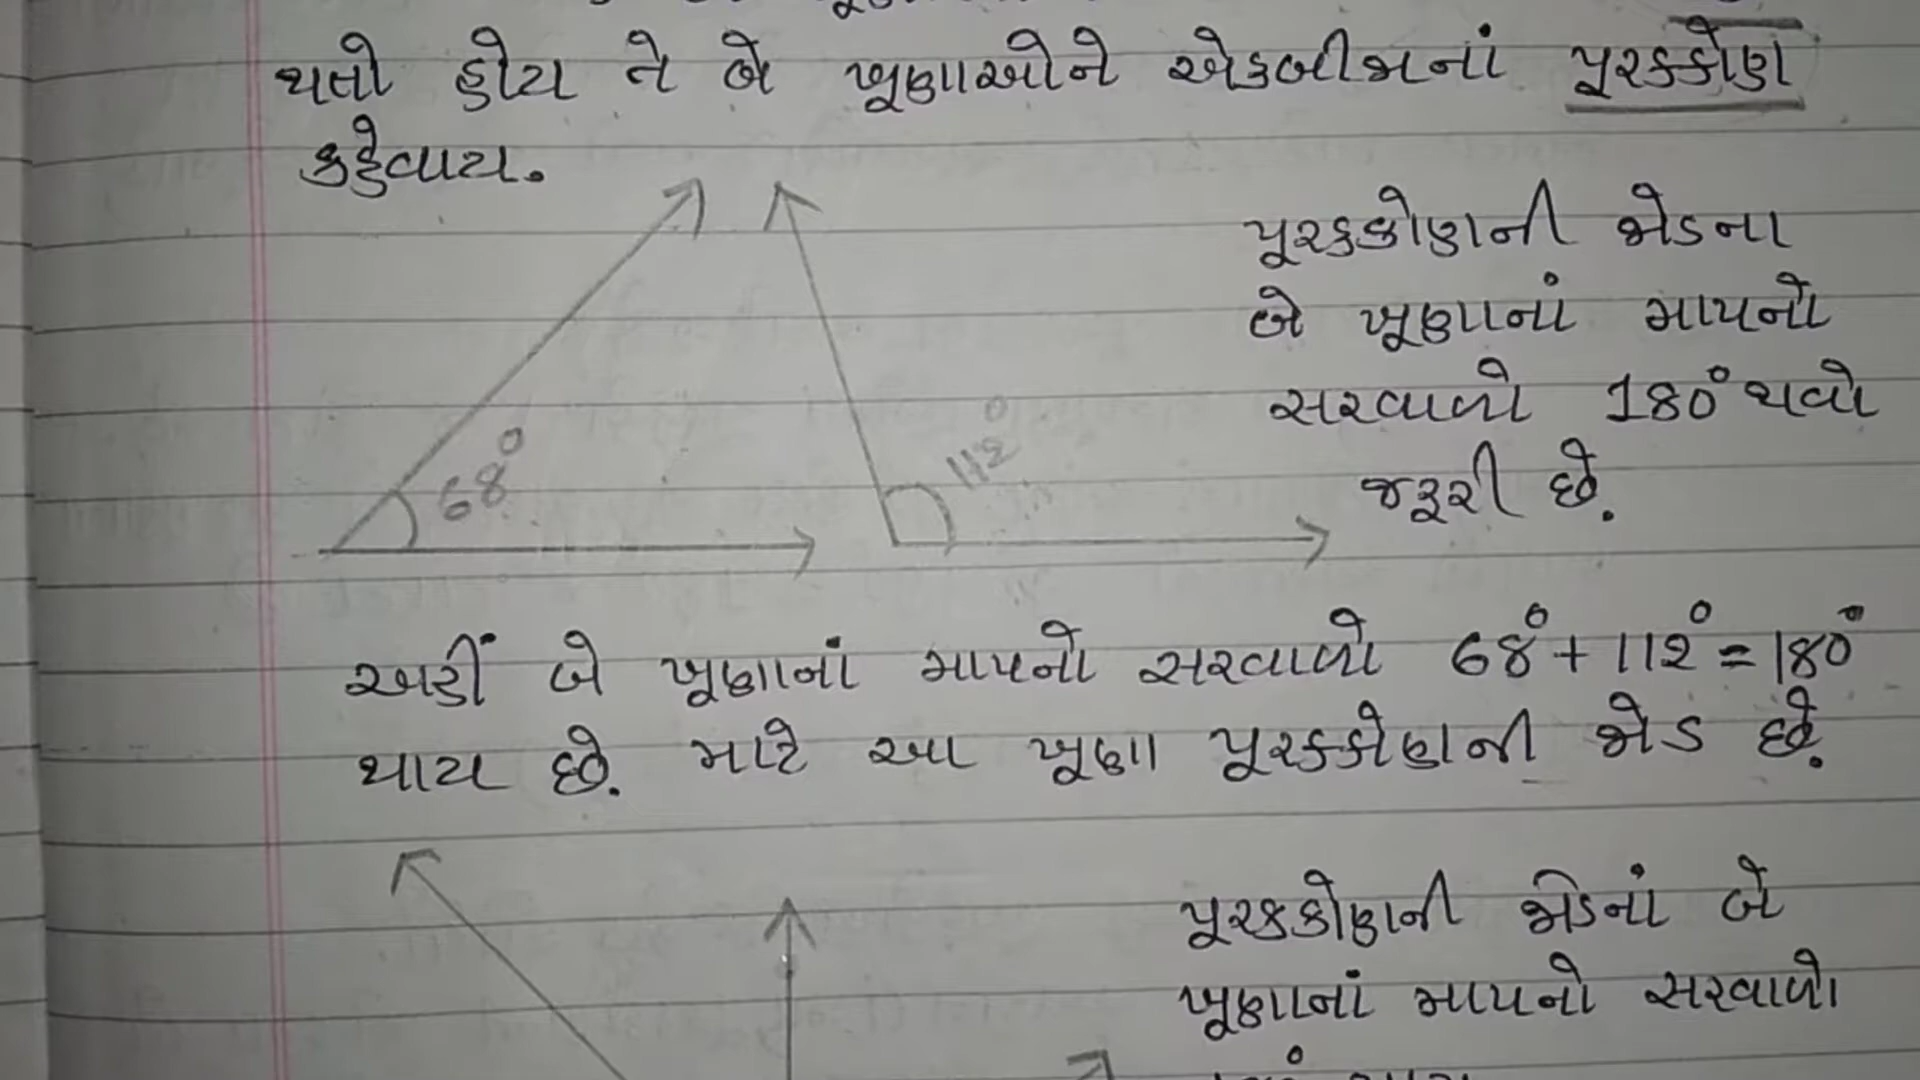 થતો હોય તે બે ખૂણાઓને એકબીજાનાં પૂરકકોણ
કહેવાય.
પૂરકકોણની જોડના
બે ખૂણાનાં માપનો
સરવાળો 180° થવો
જરૂરી છે.
68°
112°
અહીં બે ખૂણાનાં માપનો સરવાળો 68° + 112° = 180°
થાય છે. માટે આ ખૂણા પૂરકકોણની જોડ છે.
પૂરકકોણની જોડનાં બે
ખૂણાનાં માપનો સરવાળો